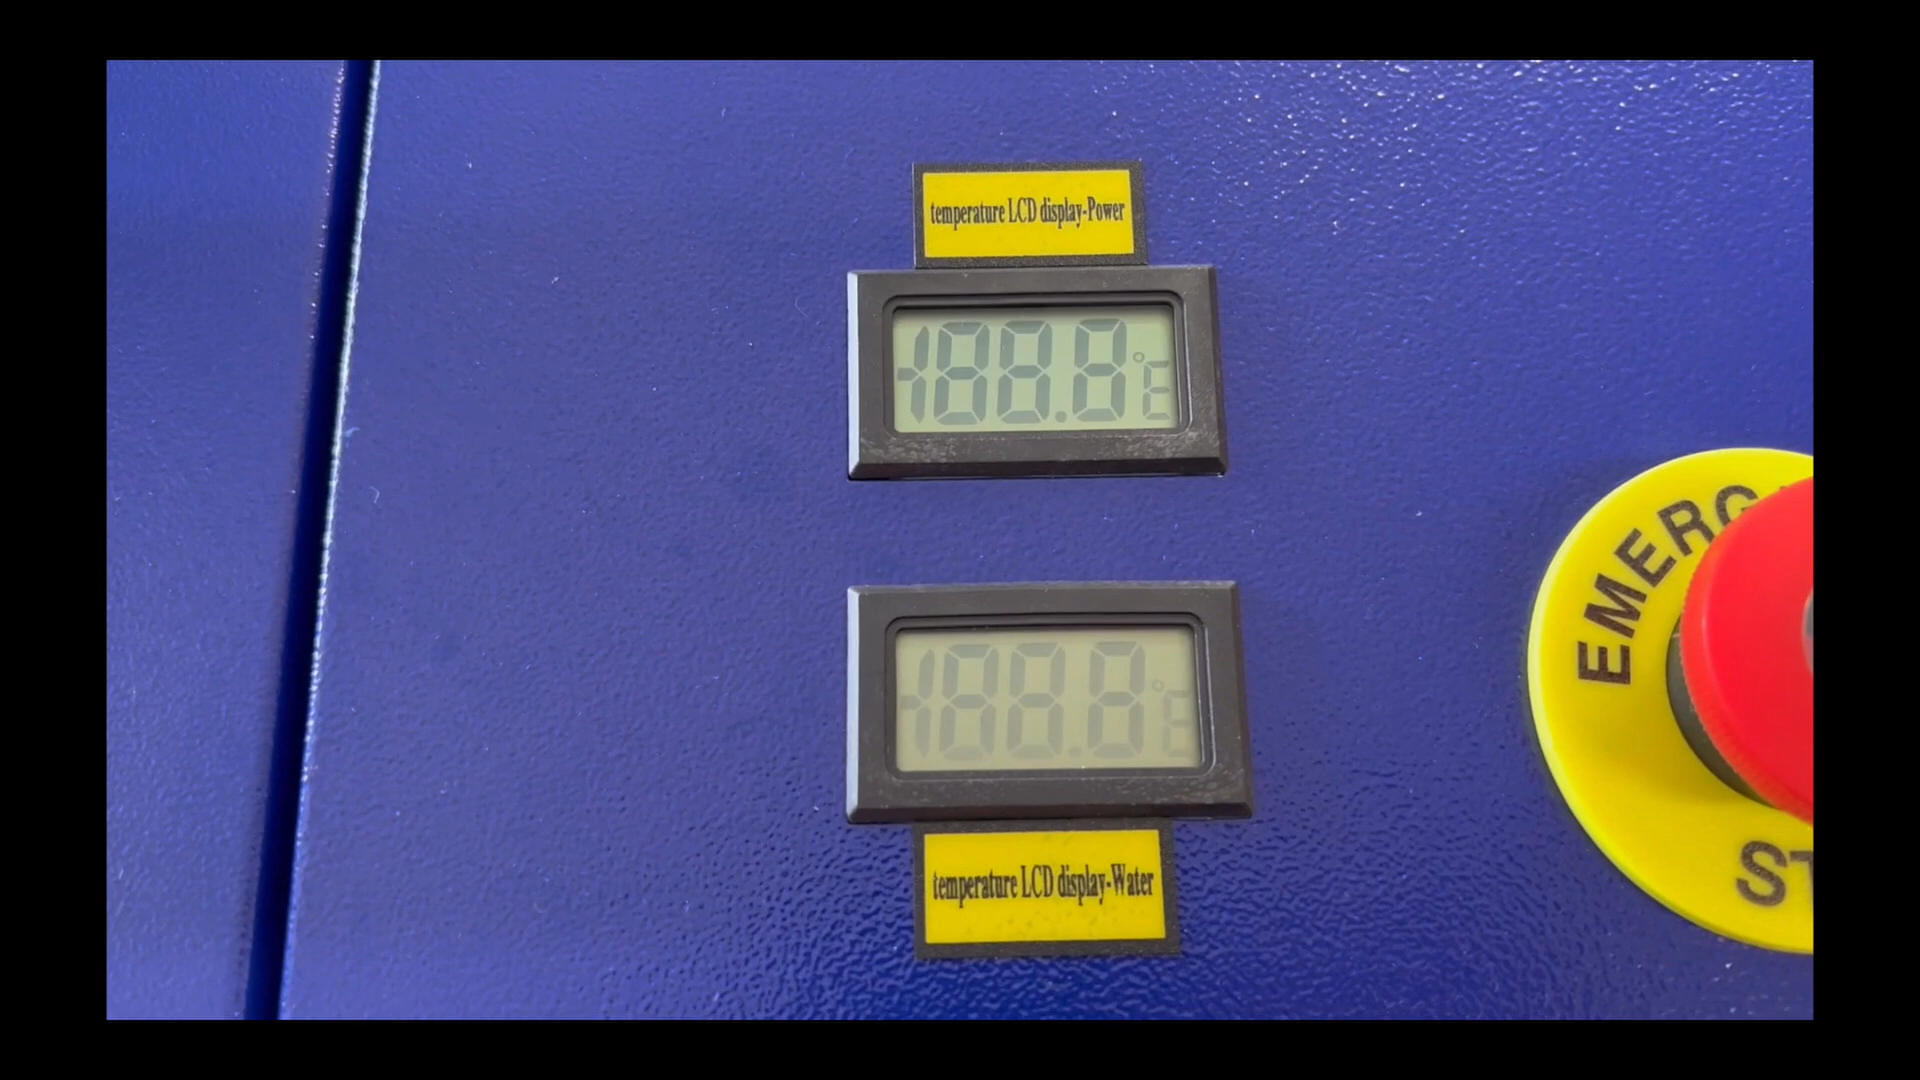 temperature LCD display-Power
-188.8°E
EMERG
-188.8°
temperature LCD display-Water
ST